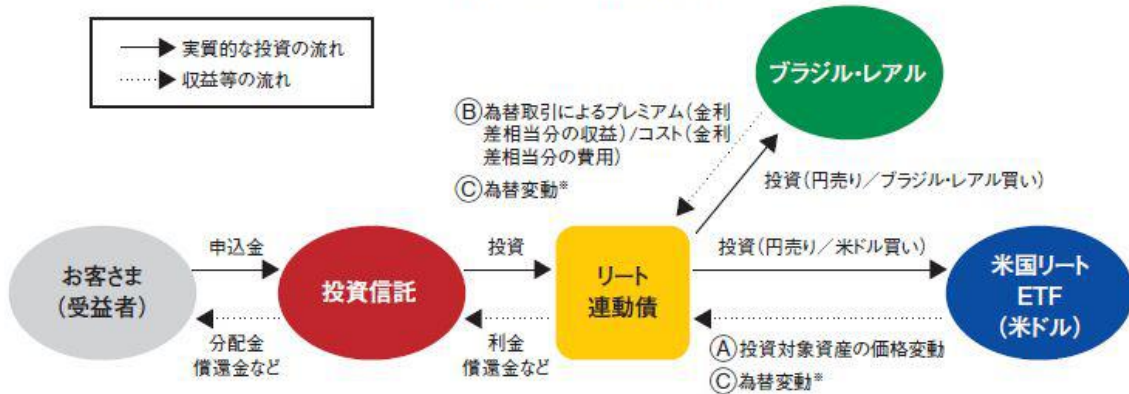 実質的な投資の流れ
収益等の流れ
ブラジル・レアル
Ⓑ為替取引によるプレミアム(金利
差相当分の収益)/コスト(金利
差相当分の費用)
Ⓒ為替変動※
投資(円売り/ブラジル・レアル買い)
お客さま
(受益者)
申込金
分配金
償還金など
投資信託
投資
利金
償還金など
リート
連動債
投資(円売り/米ドル買い)
Ⓐ投資対象資産の価格変動
Ⓒ為替変動※
米国リート
ETF
(米ドル)